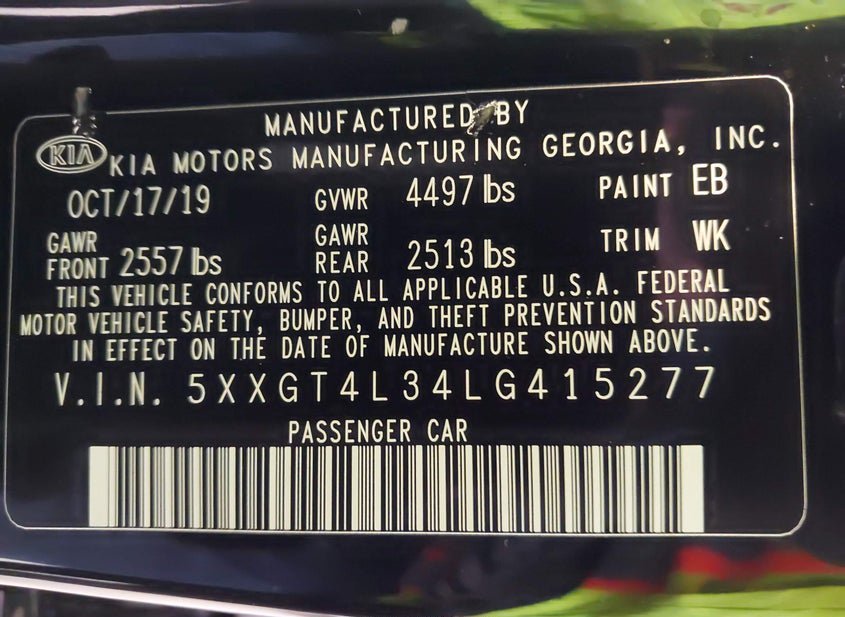 MANUFACTURED BY
KIA KIA MOTORS MANUFACTURING GEORGIA, INC.
OCT/17/19 GVWR 4497 lbs PAINT EB
GAWR FRONT 2557 lbs GAWR REAR 2513 lbs TRIM WK
THIS VEHICLE CONFORMS TO ALL APPLICABLE U.S.A. FEDERAL
MOTOR VEHICLE SAFETY, BUMPER, AND THEFT PREVENTION STANDARDS
IN EFFECT ON THE DATE OF MANUFACTURE SHOWN ABOVE.
V.I.N. 5XXGT4L34LG415277
PASSENGER CAR